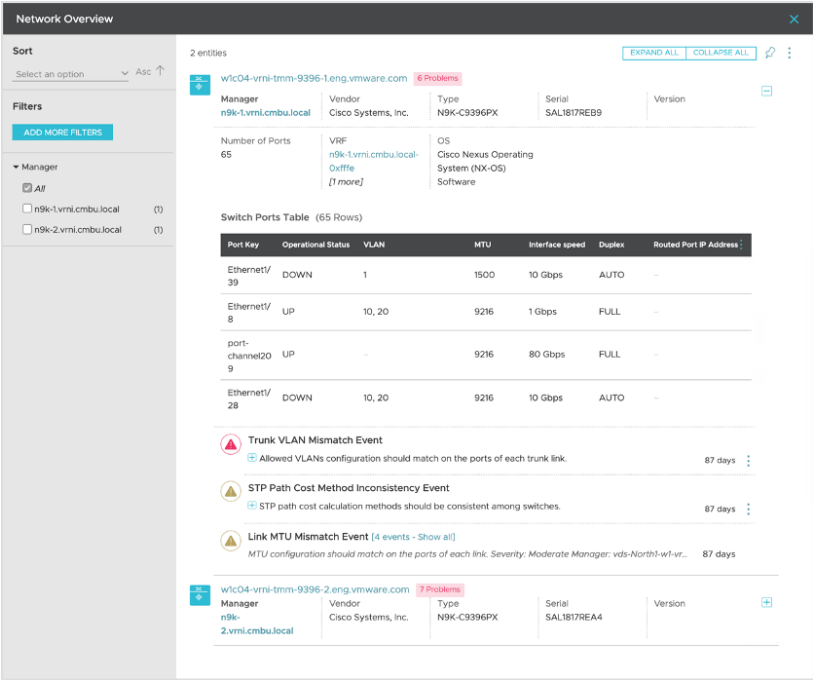 Network Overview
Sort
Select an option
Asc
Filters
ADD MORE FILTERS
Manager
All
n9k-1.vrni.cmbu.local (1)
n9k-2.vrni.cmbu.local (1)
2 entities
EXPAND ALL COLLAPSE ALL
w1c04-vrni-tmm-9396-1.eng.vmware.com 6 Problems
Manager Vendor Type Serial Version
n9k-1.vrni.cmbu.local Cisco Systems, Inc. N9K-C9396PX SAL1817REB9
Number of Ports VRF OS
65 n9k-1.vrni.cmbu.local- Cisco Nexus Operating
0xfffe System (NX-OS)
[1 more] Software
Switch Ports Table (65 Rows)
Port Key Operational Status VLAN MTU Interface speed Duplex Routed Port IP Address
Ethernet1/
39 DOWN 1 1500 10 Gbps AUTO –
Ethernet1/
8 UP 10, 20 9216 1 Gbps FULL –
port-
channel20 UP – 9216 80 Gbps FULL –
9
Ethernet1/
28 DOWN 10, 20 9216 10 Gbps AUTO –
Trunk VLAN Mismatch Event
Allowed VLANs configuration should match on the ports of each trunk link. 87 days
STP Path Cost Method Inconsistency Event
STP path cost calculation methods should be consistent among switches. 87 days
Link MTU Mismatch Event [4 events - Show all]
MTU configuration should match on the ports of each link. Severity: Moderate Manager: vds-North1-w1-vr... 87 days
w1c04-vrni-tmm-9396-2.eng.vmware.com 7 Problems
Manager Vendor Type Serial Version
n9k- Cisco Systems, Inc. N9K-C9396PX SAL1817REA4
2.vrni.cmbu.local